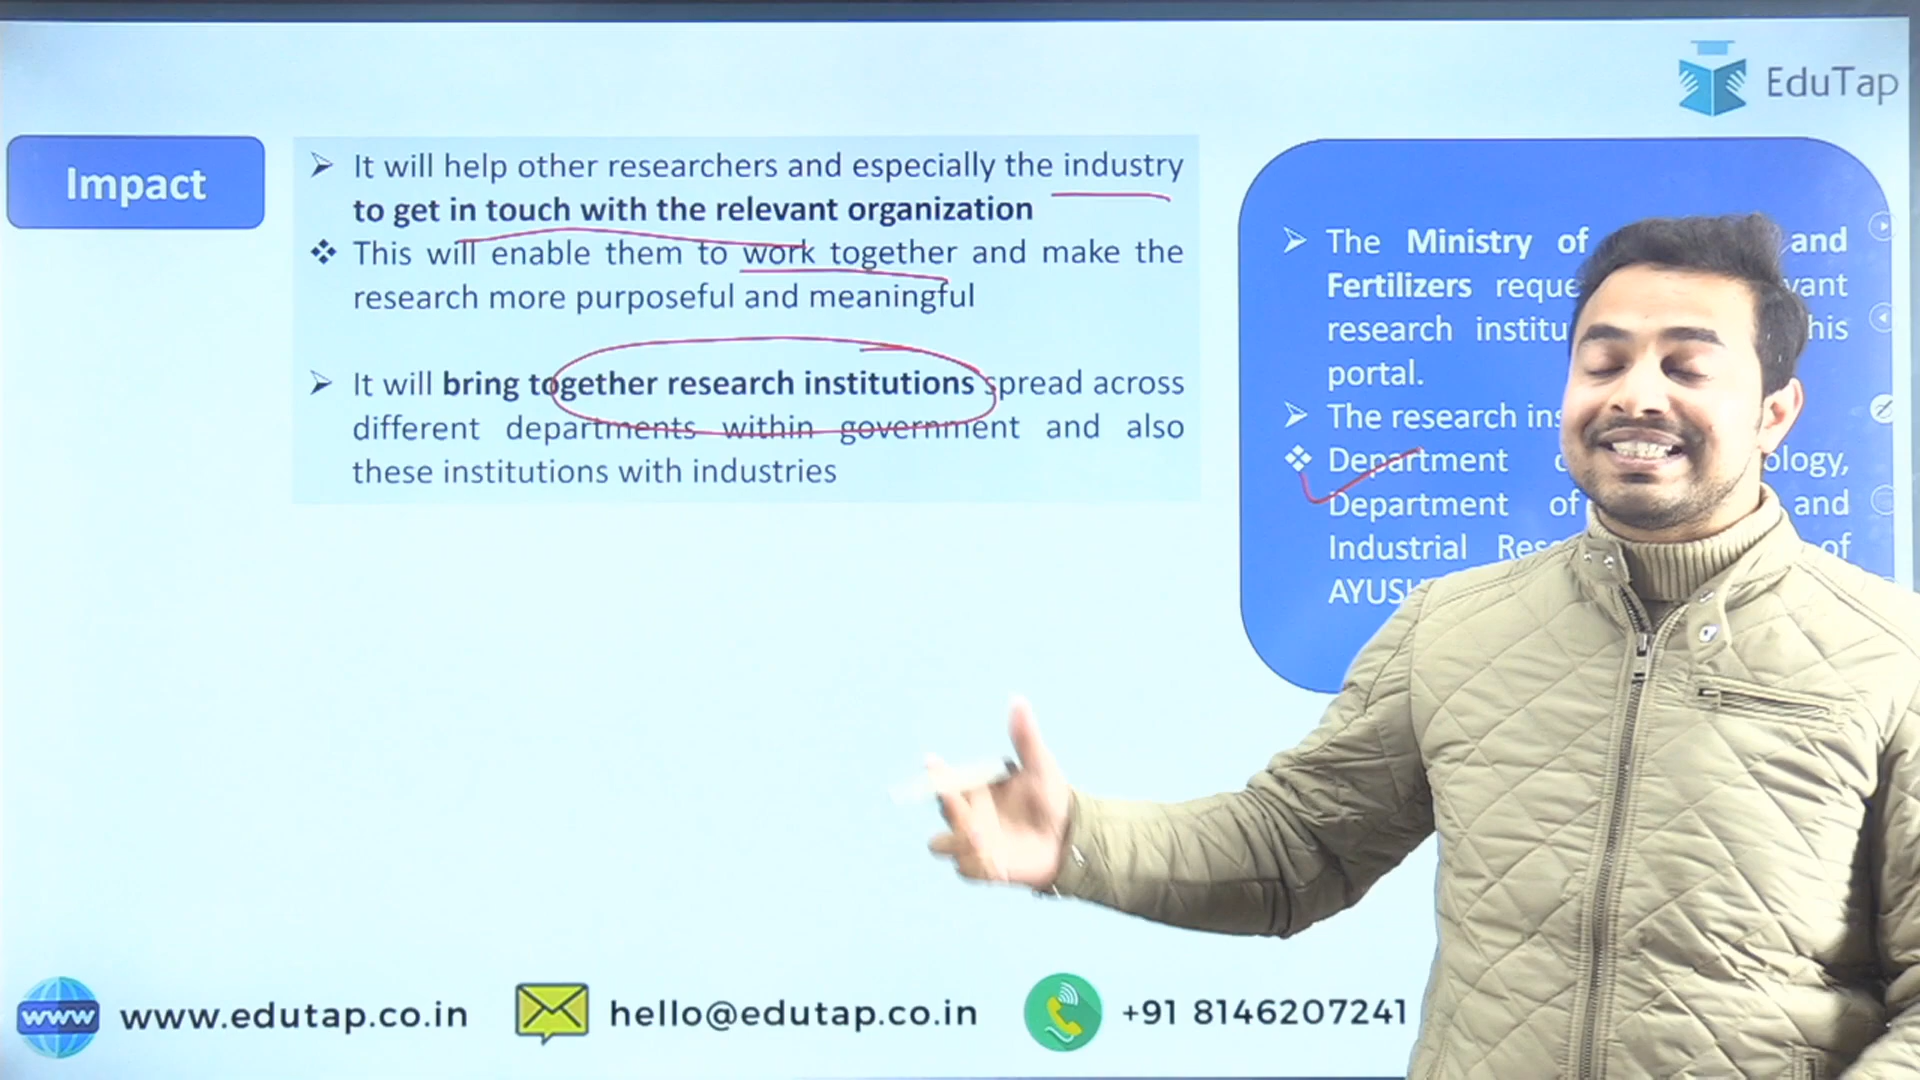 EduTap
Impact
It will help other researchers and especially the industry
to get in touch with the relevant organization
This will enable them to work together and make the
research more purposeful and meaningful
It will bring together research institutions spread across
different departments within government and also
these institutions with industries
The Ministry of and
Fertilizers
research
portal.
The research
Department
Department of and
Industrial of
www www.edutap.co.in hello@edutap.co.in +91 8146207241